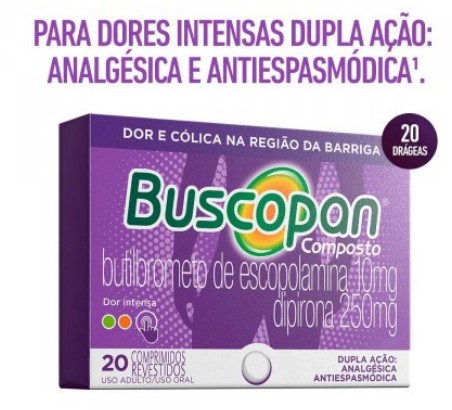 PARA DORES INTENSAS DUPLA AÇÃO:
ANALGÉSICA E ANTIESPASMÓDICA¹.
20
DRÁGEAS
DOR E CÓLICA NA REGIÃO DA BARRIGA
Buscopan®
Composto
butilbrometo de escopolamina 10mg
dipirona 250mg
Dor intensa
20 COMPRIMIDOS
REVESTIDOS
USO ADULTO/USO ORAL
DUPLA AÇÃO:
ANALGÉSICA
ANTIESPASMÓDICA